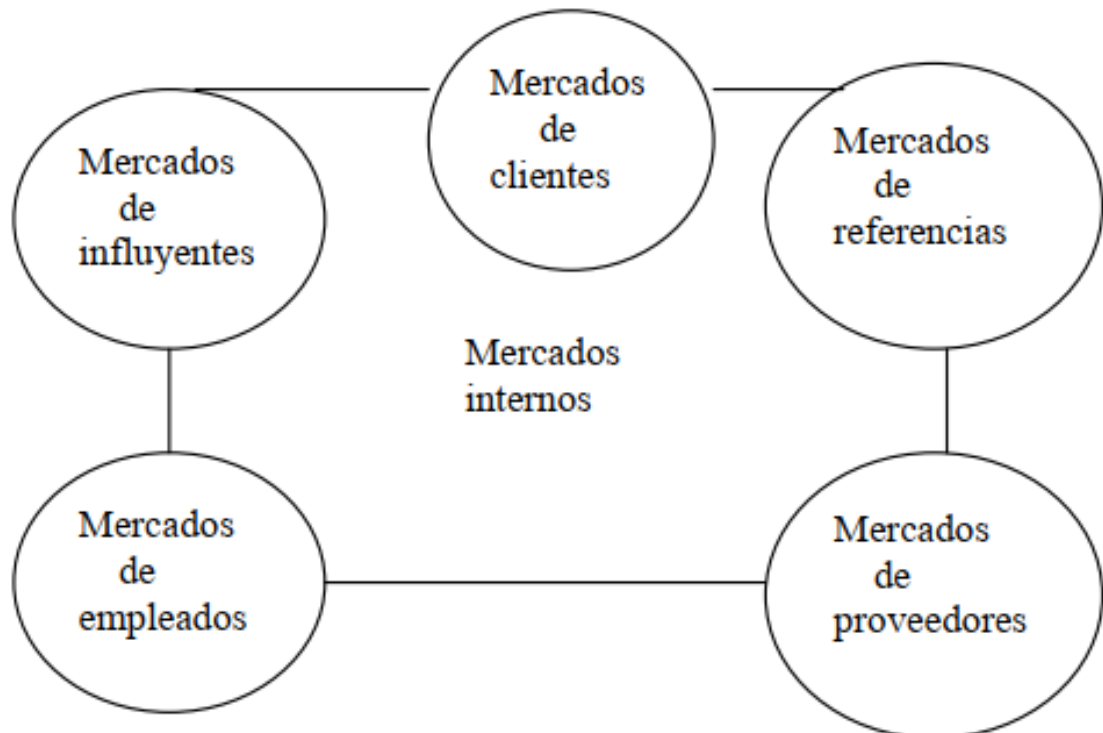 Mercados
de
clientes
Mercados
de
influyentes
Mercados
de
referencias
Mercados
internos
Mercados
de
empleados
Mercados
de
proveedores